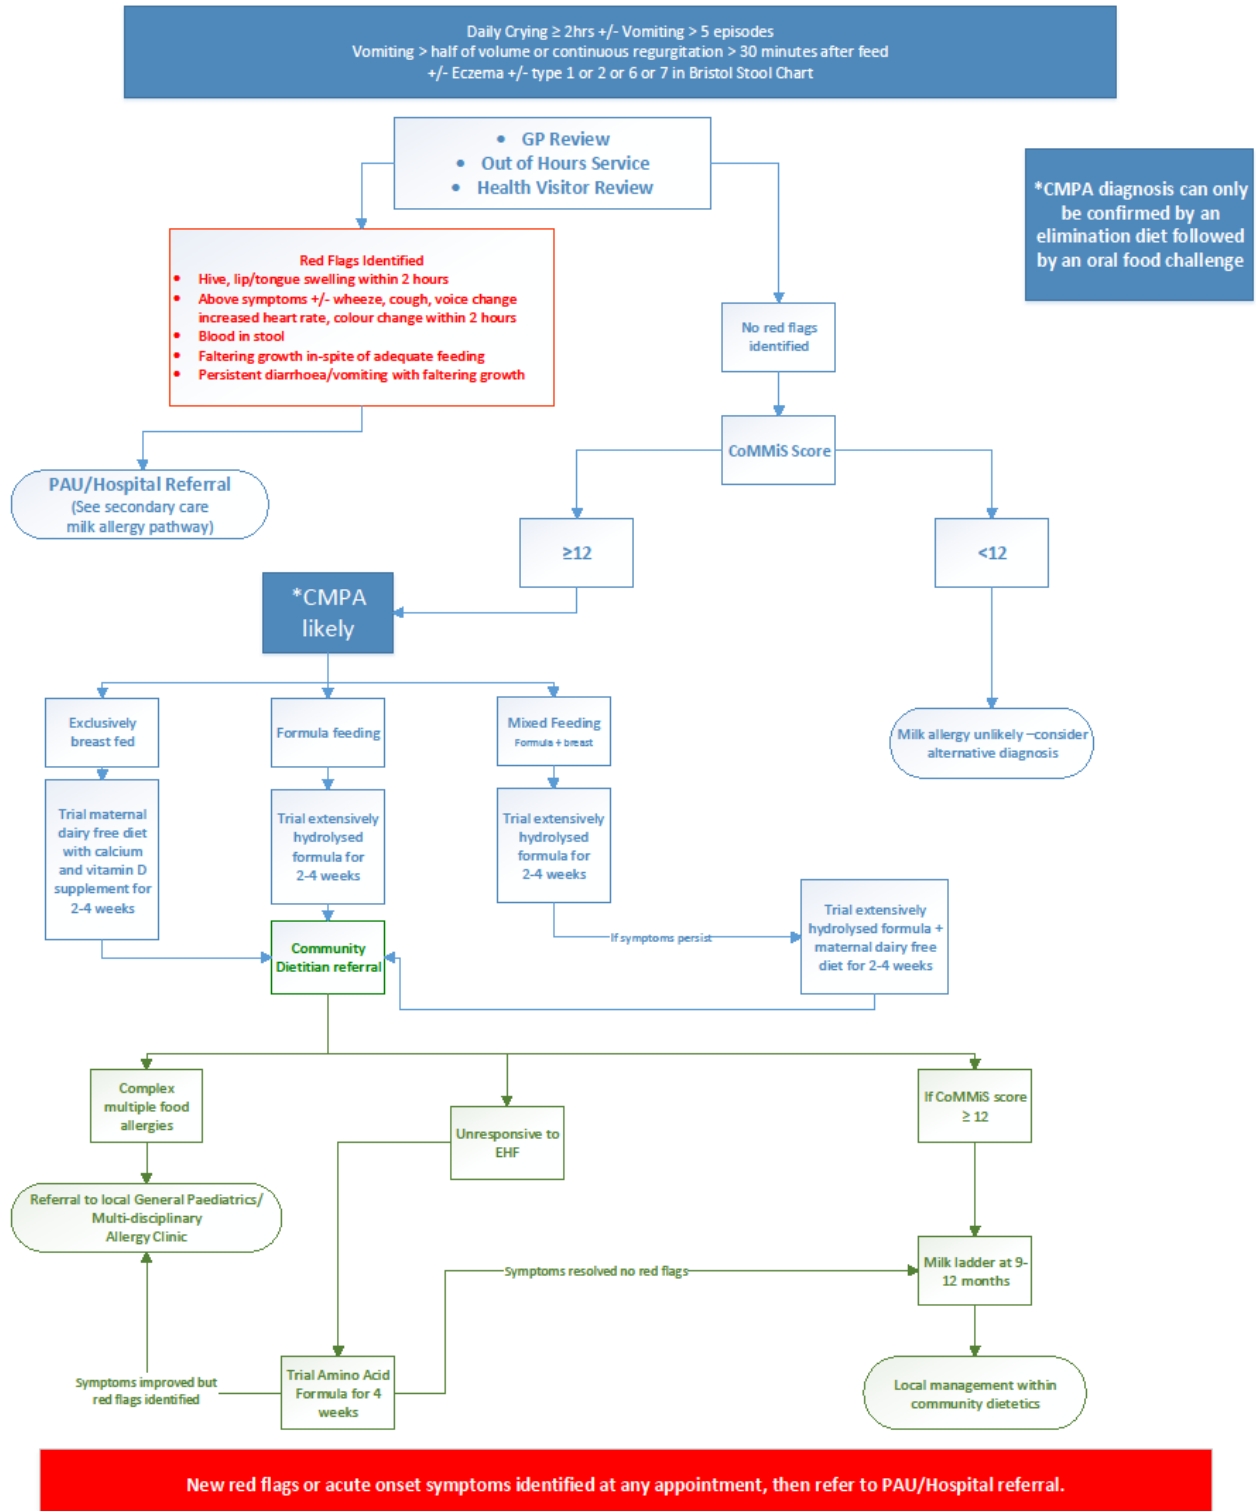 Daily Crying ≥ 2hrs +/- Vomiting > 5 episodes
Vomiting > half of volume or continuous regurgitation > 30 minutes after feed
+/- Eczema +/- type 1 or 2 or 6 or 7 in Bristol Stool Chart
• GP Review
• Out of Hours Service
• Health Visitor Review
*CMPA diagnosis can only
be confirmed by an
elimination diet followed
by an oral food challenge
Red Flags Identified
• Hive, lip/tongue swelling within 2 hours
• Above symptoms +/- wheeze, cough, voice change
increased heart rate, colour change within 2 hours
• Blood in stool
• Faltering growth in-spite of adequate feeding
• Persistent diarrhoea/vomiting with faltering growth
No red flags
identified
CoMMiS Score
PAU/Hospital Referral
(See secondary care
milk allergy pathway)
≥12
<12
*CMPA
likely
Exclusively
breast fed
Formula feeding
Mixed Feeding
Formula + breast
Milk allergy unlikely –consider
alternative diagnosis
Trial maternal
dairy free diet
with calcium
and vitamin D
supplement for
2-4 weeks
Trial extensively
hydrolysed
formula for
2-4 weeks
Trial extensively
hydrolysed
formula for
2-4 weeks
If symptoms persist
Trial extensively
hydrolysed formula +
maternal dairy free
diet for 2-4 weeks
Community
Dietitian referral
Complex
multiple food
allergies
Unresponsive to
EHF
If CoMMiS score
≥ 12
Referral to local General Paediatrics/
Multi-disciplinary
Allergy Clinic
Symptoms resolved no red flags
Milk ladder at 9-
12 months
Symptoms improved but
red flags identified
Trial Amino Acid
Formula for 4
weeks
Local management within
community dietetics
New red flags or acute onset symptoms identified at any appointment, then refer to PAU/Hospital referral.